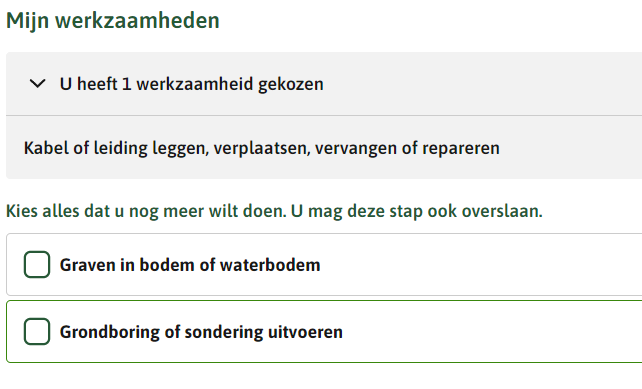 Mijn werkzaamheden
U heeft 1 werkzaamheid gekozen
Kabel of leiding leggen, verplaatsen, vervangen of repareren
Kies alles dat u nog meer wilt doen. U mag deze stap ook overslaan.
Graven in bodem of waterbodem
Grondboring of sondering uitvoeren